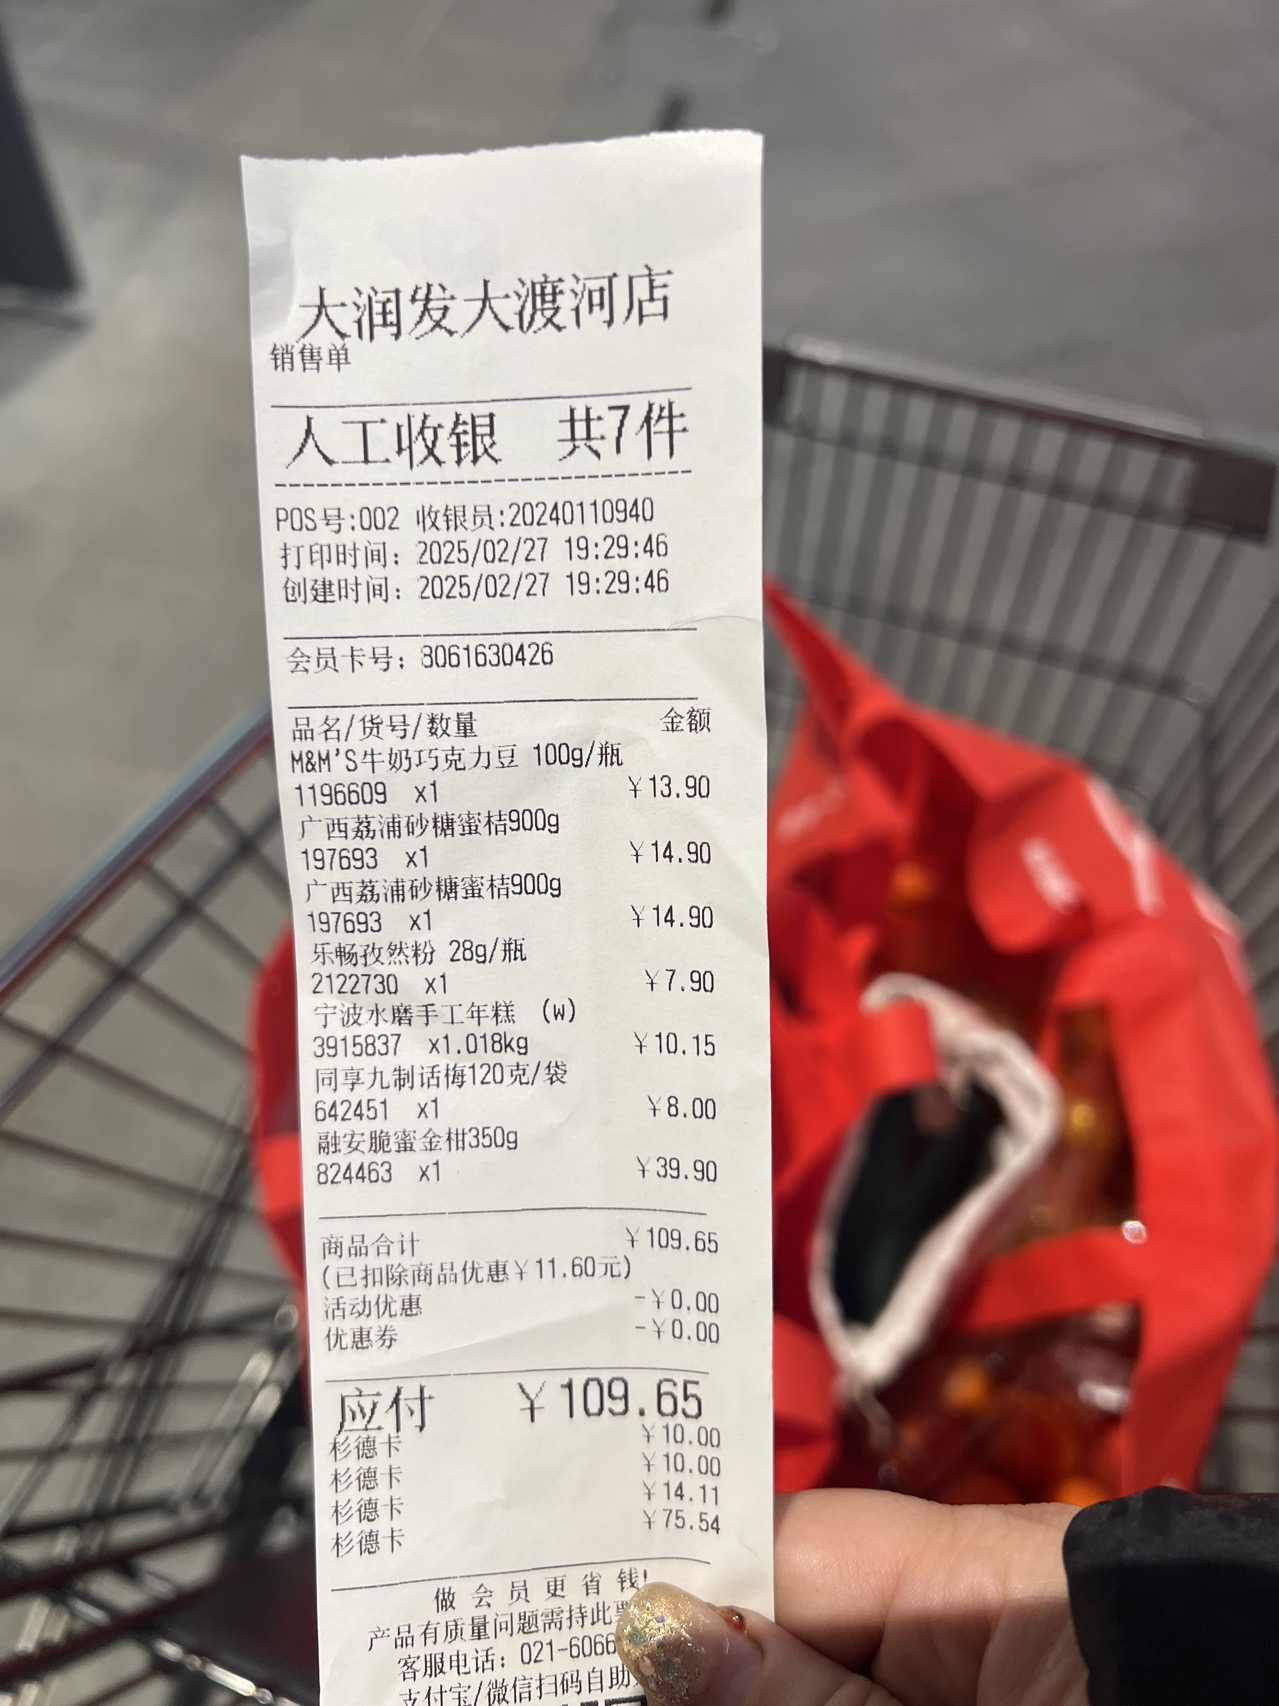 大润发大渡河店
销售单
人工收银 共7件
POS号:002 收银员:20240110940
打印时间: 2025/02/27 19:29:46
创建时间: 2025/02/27 19:29:46
会员卡号: 8061630426
品名/货号/数量 金额
M&M'S牛奶巧克力豆 100g/瓶
1196609 x1 ￥13.90
广西荔浦砂糖蜜桔900g
197693 x1 ￥14.90
广西荔浦砂糖蜜桔900g
197693 x1 ￥14.90
乐畅孜然粉 28g/瓶
2122730 x1 ￥7.90
宁波水磨手工年糕 (W)
3915837 x1.018kg ￥10.15
同享九制话梅120克/袋
642451 x1 ￥8.00
融安脆蜜金柑350g
824463 x1 ￥39.90
商品合计 ￥109.65
(已扣除商品优惠￥11.60元)
活动优惠 -￥0.00
优惠券 -￥0.00
应付 ￥109.65
杉德卡 ￥10.00
杉德卡 ￥10.00
杉德卡 ￥14.11
杉德卡 ￥75.54
做会员更省钱!
产品有质量问题需持此
客服电话: 021-6066
支付宝/微信扫码自助